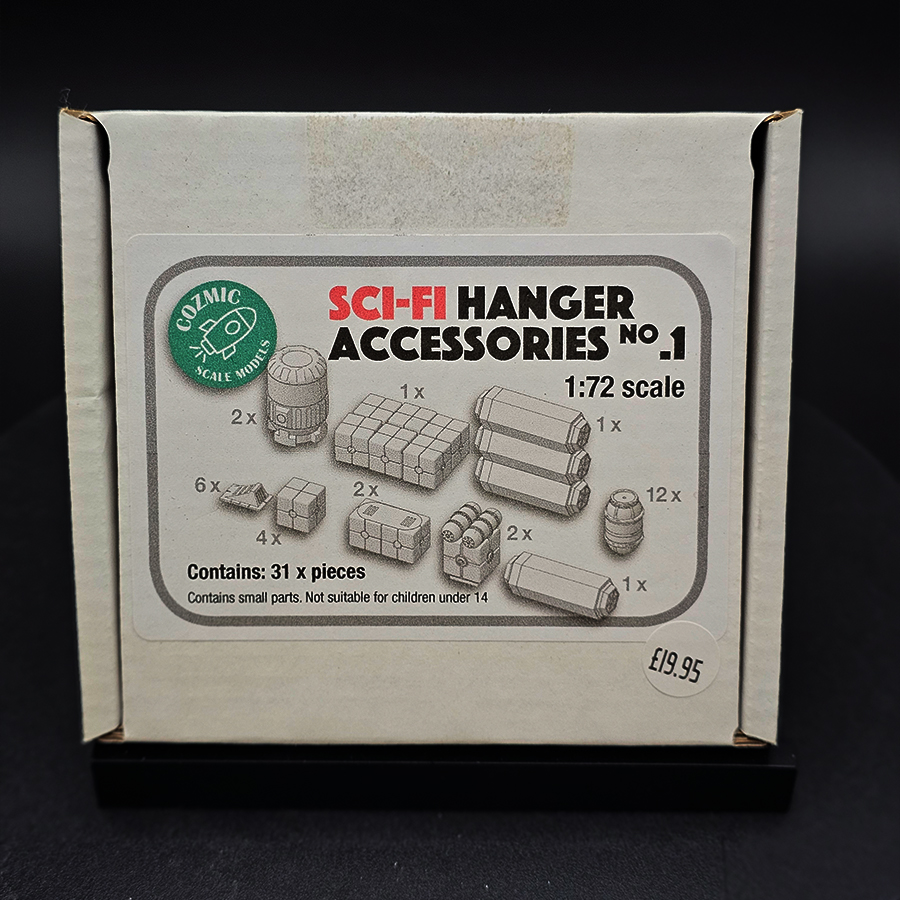 COZMIC
SCALE MODELS
SCI-FI HANGER
ACCESSORIES NO.1
1:72 scale
2 x
1 x
1 x
6 x
4 x
2 x
2 x
12 x
1 x
Contains: 31 x pieces
Contains small parts. Not suitable for children under 14
£19.95